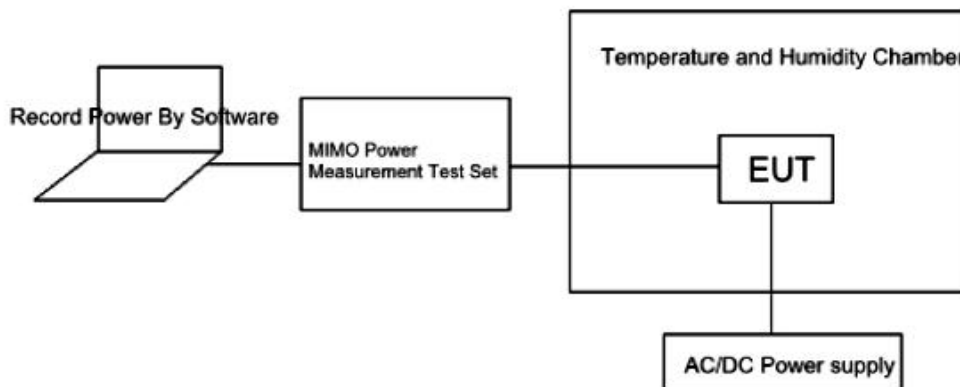 Temperature and Humidity Chamber
Record Power By Software
MIMO Power
Measurement Test Set
EUT
AC/DC Power supply